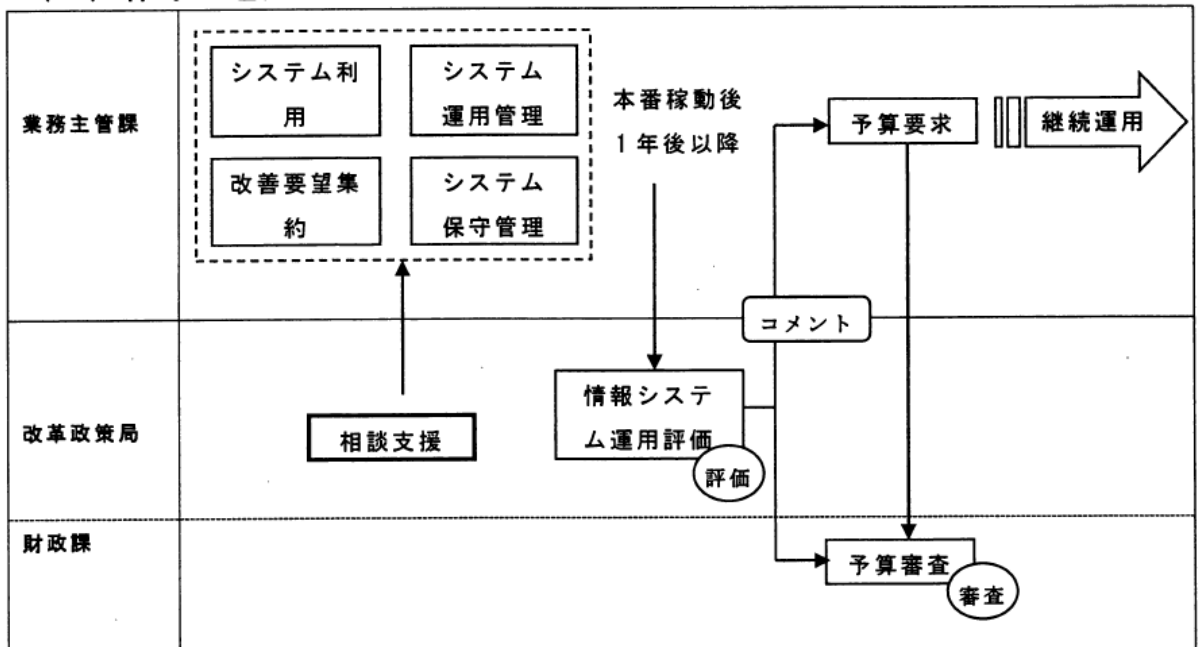 業務主管課
システム利
用
システム
運用管理
改善要望集
約
システム
保守管理
本番稼動後
1年後以降
予算要求
継続運用
コメント
改革政策局
相談支援
情報システ
ム運用評価
評価
財政課
予算審査
審査